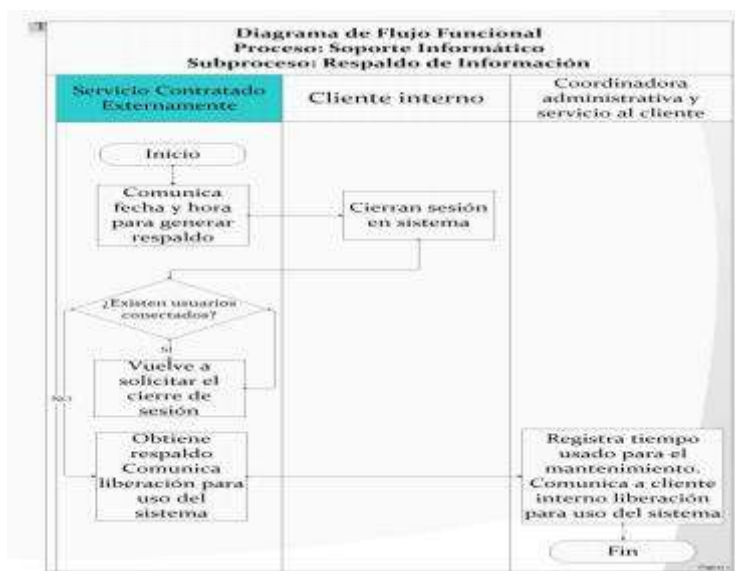 Diagrama de Flujo Funcional
Proceso: Soporte Informático
Subproceso: Respaldo de Información
Servicio Contratado
Externamente
Cliente interno
Coordinadora
administrativa y
servicio al cliente
Inicio
Comunica
fecha y hora
para generar
respaldo
Cierran sesión
en sistema
¿Existen usuarios
conectados?
SI
Vuelve a
solicitar el
cierre de
sesión
NO
Obtiene
respaldo
Comunica
liberación para
uso del
sistema
Registra tiempo
usado para el
mantenimiento.
Comunica a cliente
interno liberación
para uso del sistema
Fin